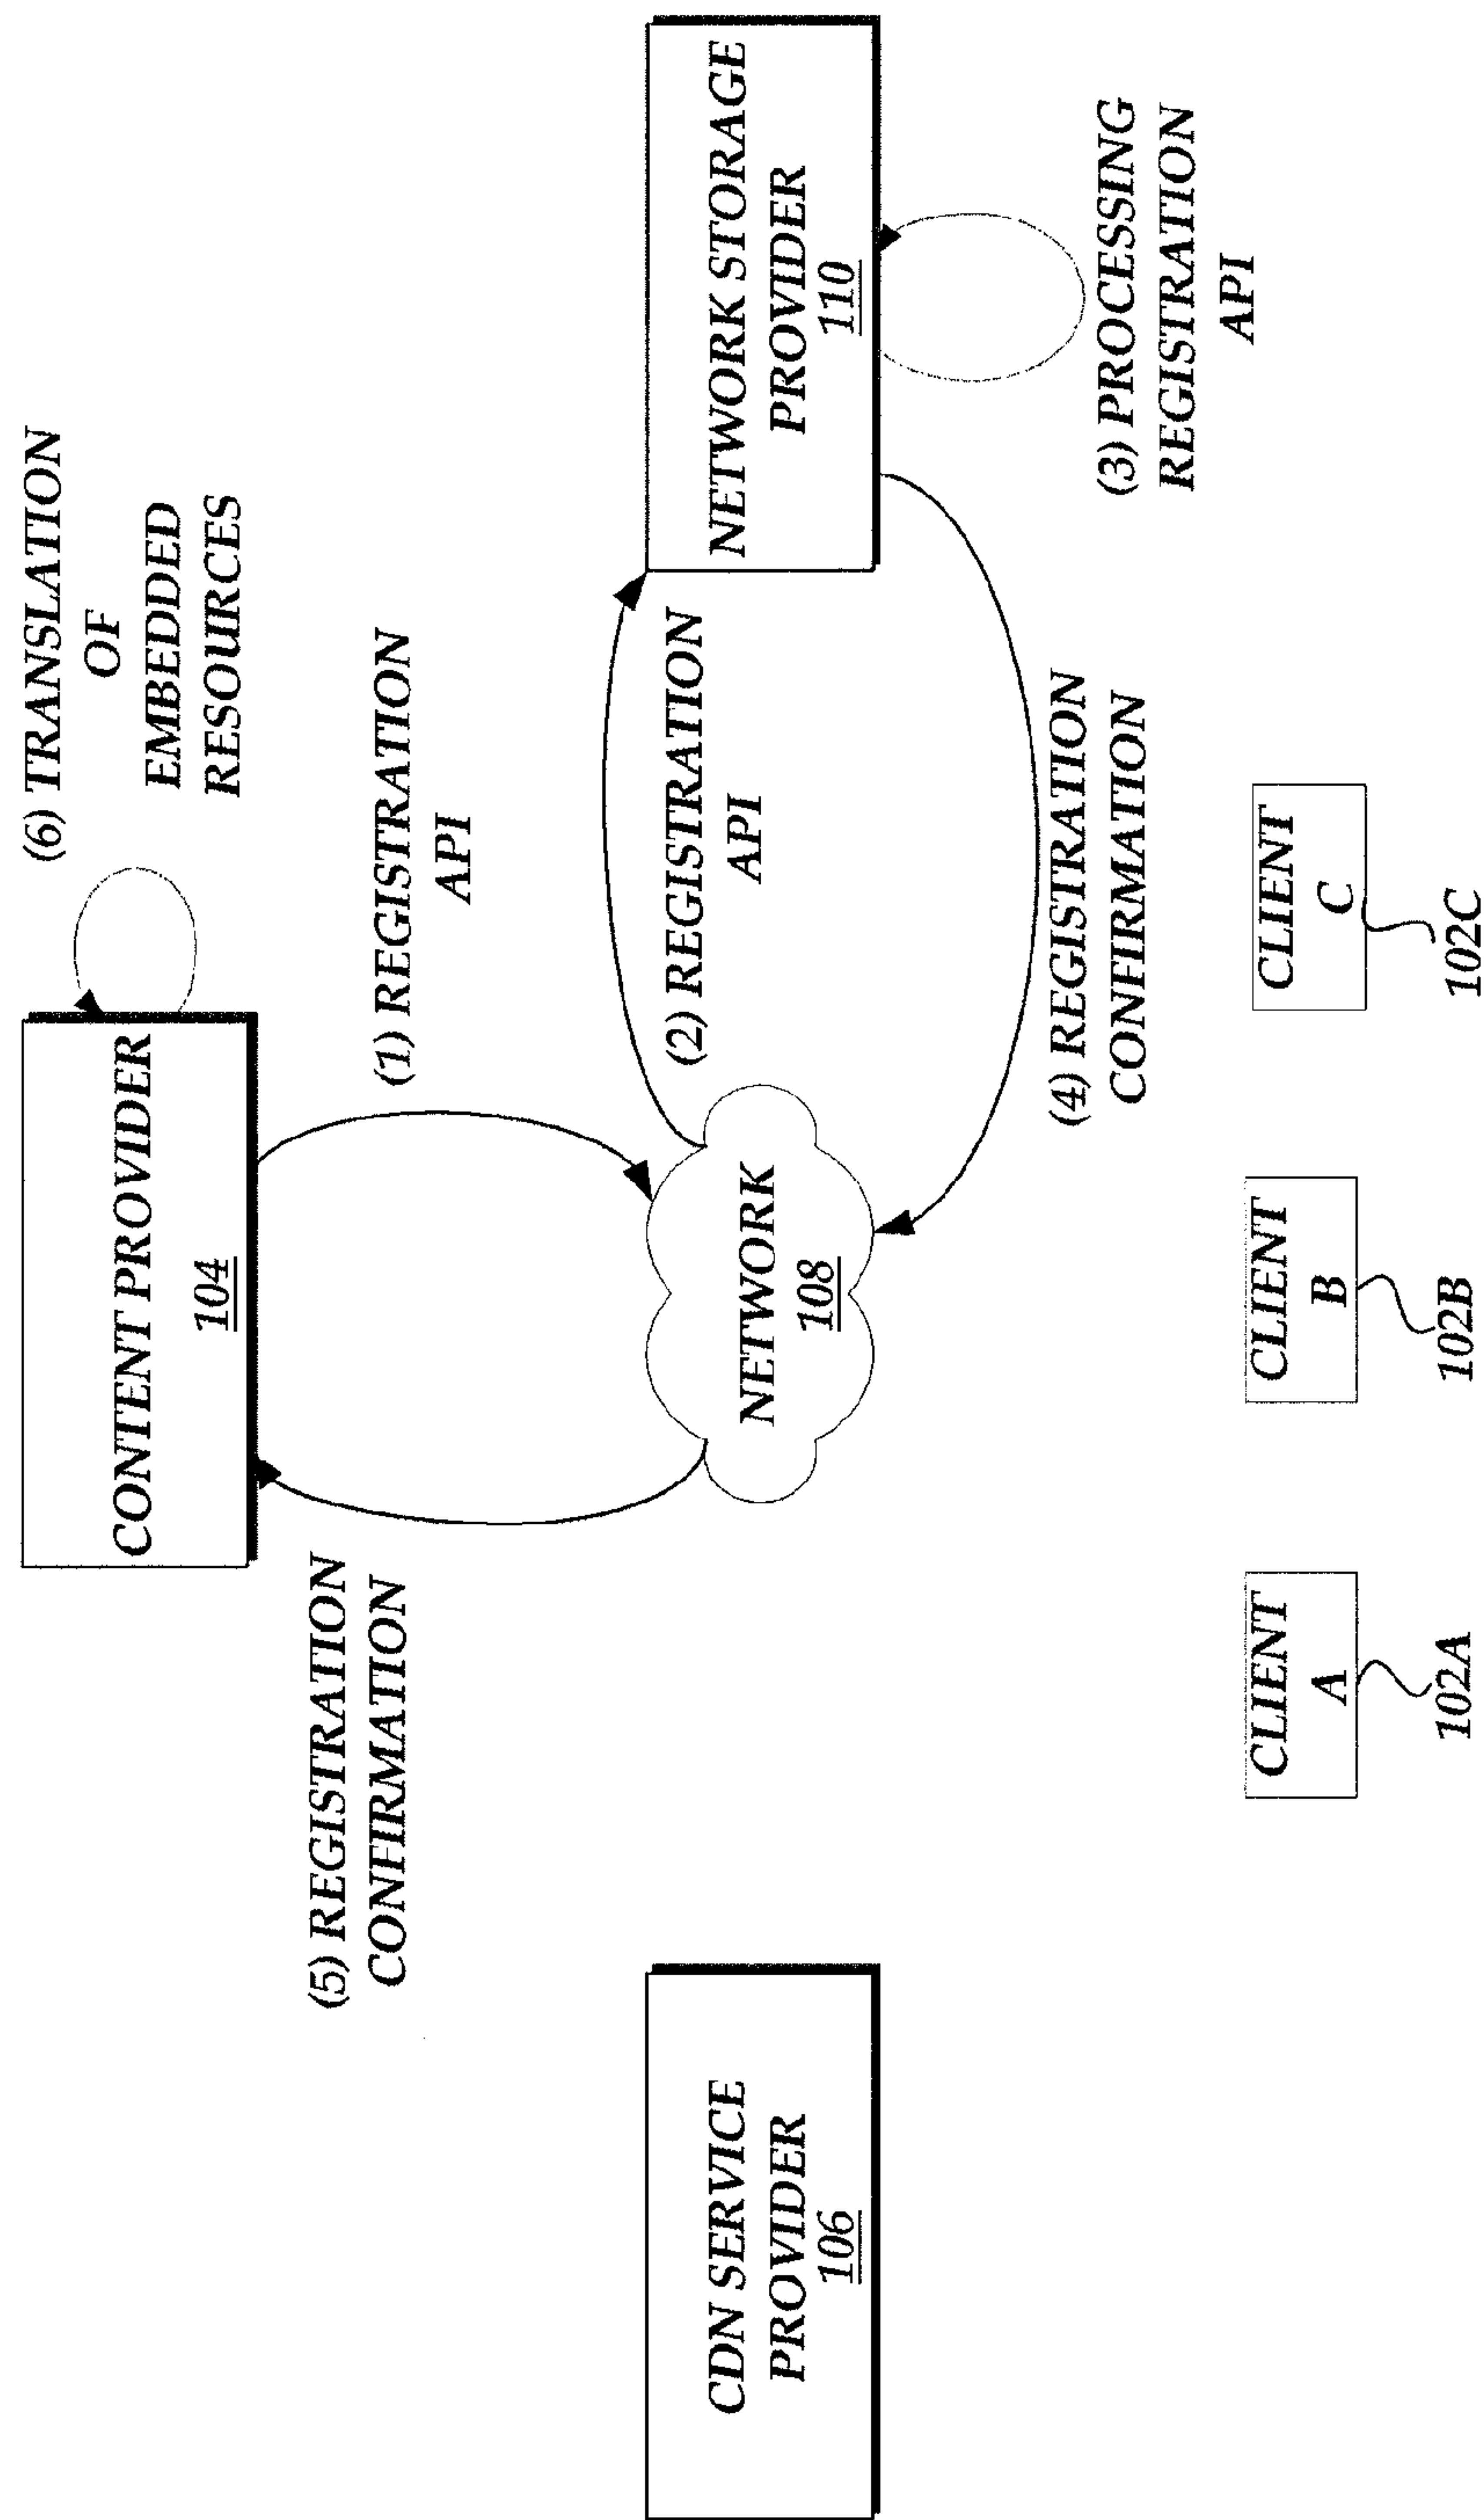 CONTENT PROVIDER
104
(6) TRANSLATION
OF
EMBEDDED
RESOURCES
(5) REGISTRATION
CONFIRMATION
(1) REGISTRATION
API
CDN SERVICE
PROVIDER
106
NETWORK
108
(2) REGISTRATION
API
NETWORK STORAGE
PROVIDER
110
(4) REGISTRATION
CONFIRMATION
(3) PROCESSING
REGISTRATION
API
CLIENT
A
102A
CLIENT
B
102B
CLIENT
C
102C